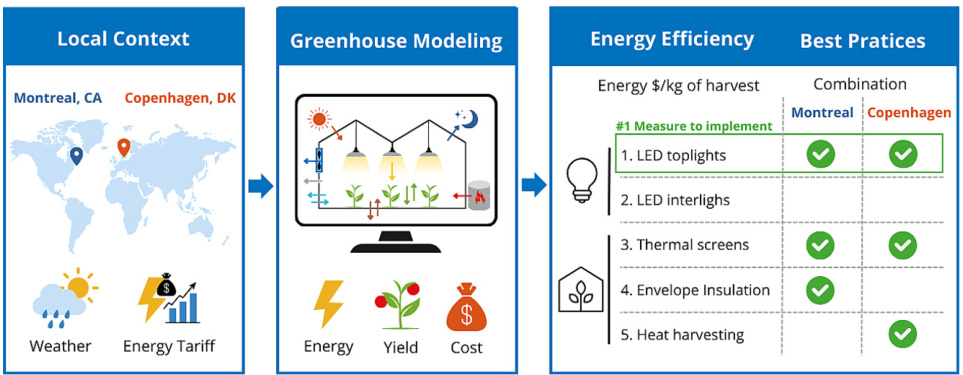 Local Context
Montreal, CA
Copenhagen, DK
Weather
Energy Tariff
Greenhouse Modeling
Energy
Yield
Cost
Energy Efficiency
Best Pratices
Energy $/kg of harvest
Combination
Montreal
Copenhagen
#1 Measure to implement
1. LED toplights
2. LED interlighs
3. Thermal screens
4. Envelope Insulation
5. Heat harvesting
$
$